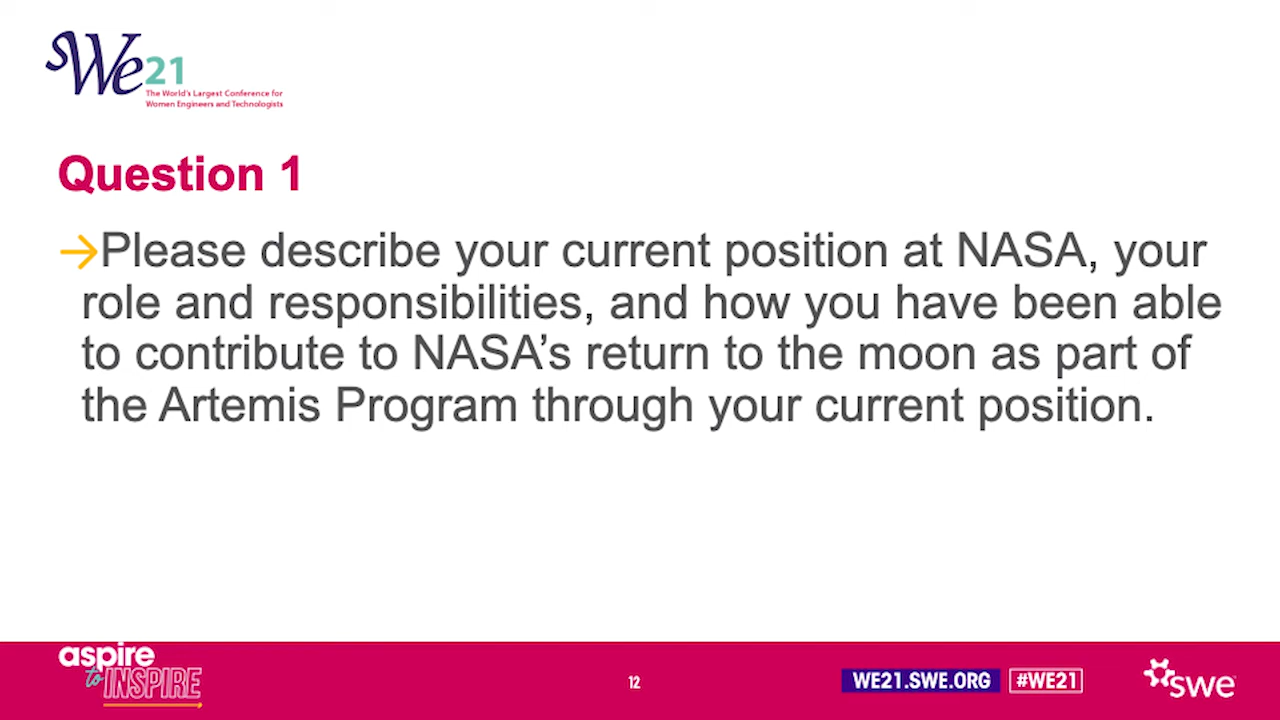 sWe21
The World's Largest Conference for
Women Engineers and Technologists
Question 1
→Please describe your current position at NASA, your
role and responsibilities, and how you have been able
to contribute to NASA’s return to the moon as part of
the Artemis Program through your current position.
aspire
to INSPIRE
12
WE21.SWE.ORG
#WE21
swe